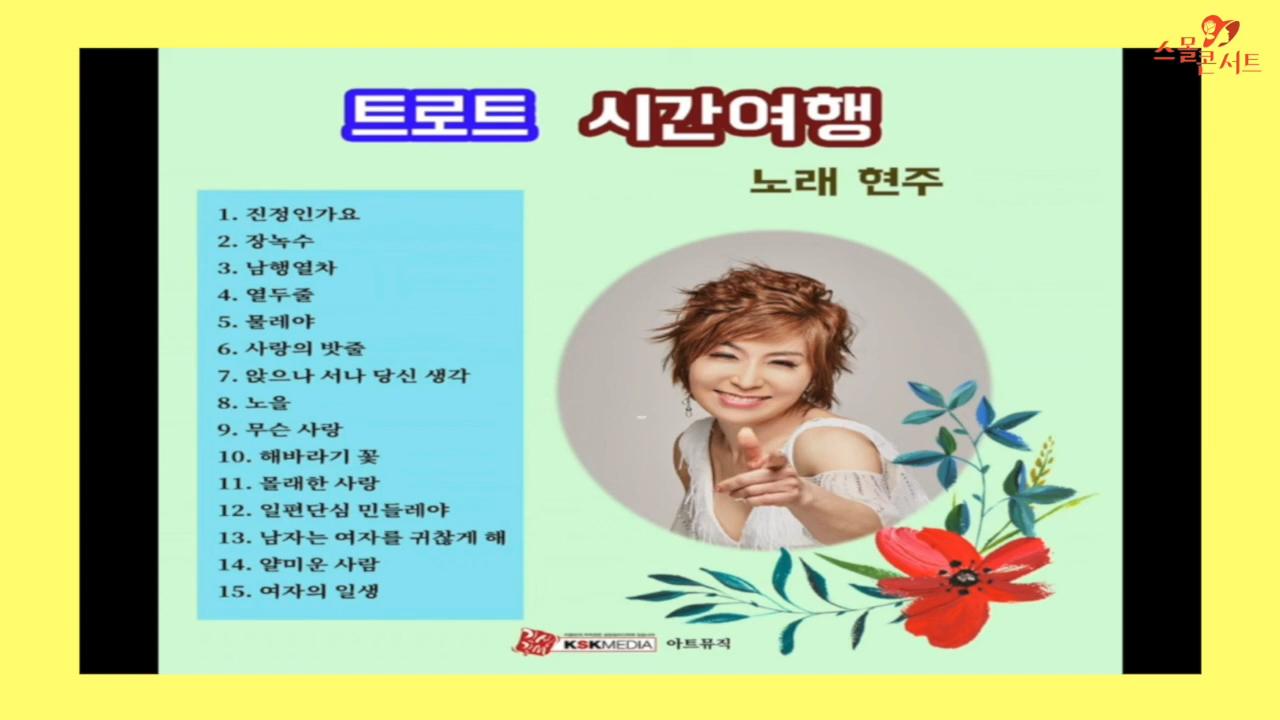 스몰콘서트
트로트 시간여행
노래 현주
1. 진정인가요
2. 장녹수
3. 남행열차
4. 열두줄
5. 물레야
6. 사랑의 밧줄
7. 앉으나 서나 당신 생각
8. 노을
9. 무슨 사랑
10. 해바라기 꽃
11. 몰래한 사랑
12. 일편단심 민들레야
13. 남자는 여자를 귀찮게 해
14. 얄미운 사람
15. 여자의 일생
KSKMEDIA 아트뮤직